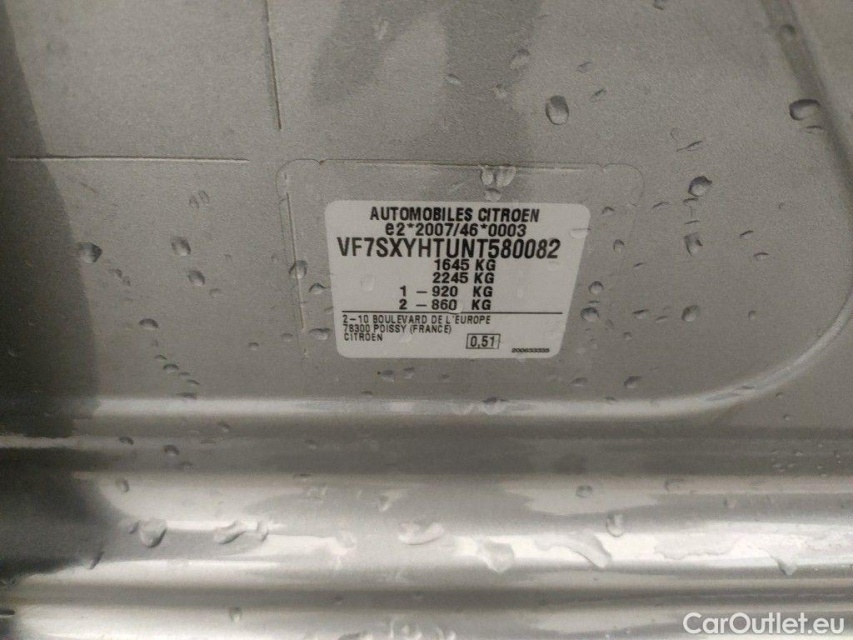 AUTOMOBILES CITROEN
e2*2007/46*0003
VF7SXYHTUNT580082
1645 KG
2245 KG
1 – 920 KG
2 – 860 KG
2-10 BOULEVARD DE L'EUROPE
78300 POISSY (FRANCE)
CITROEN
0,51
CarOutlet.eu